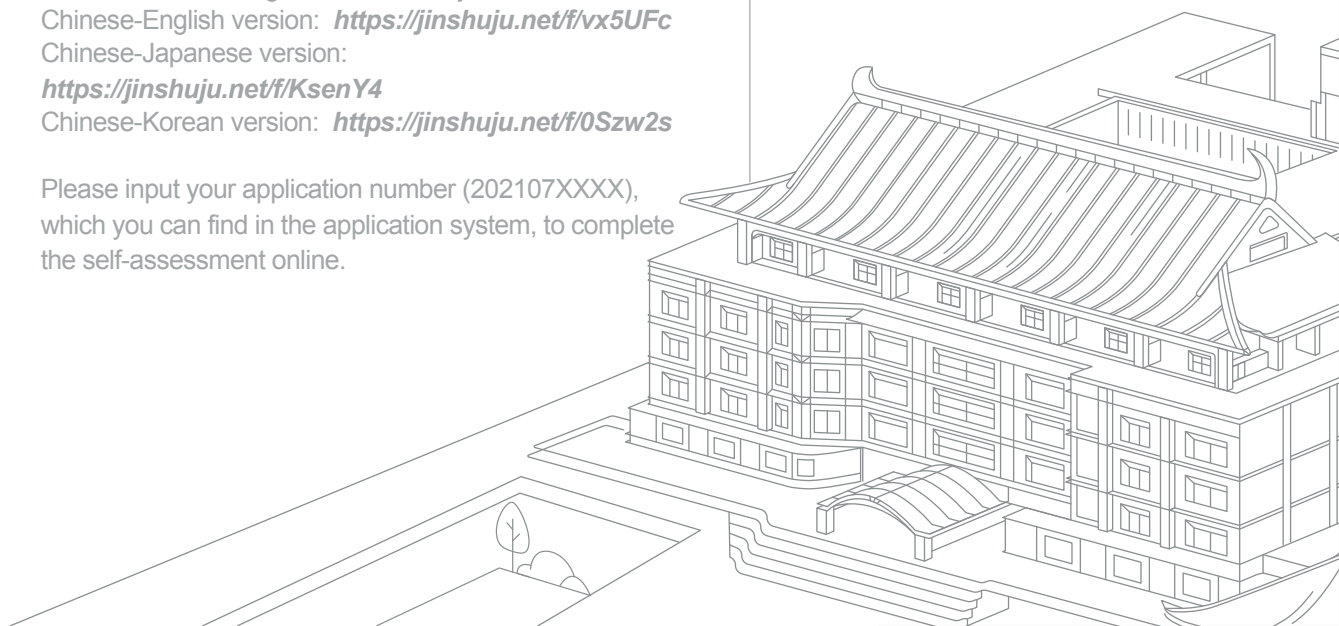 Chinese-English version: https://jinshuju.net/f/vx5UFc
Chinese-Japanese version:
https://jinshuju.net/f/KsenY4
Chinese-Korean version: https://jinshuju.net/f/0Szw2s
Please input your application number (202107XXXX),
which you can find in the application system, to complete
the self-assessment online.